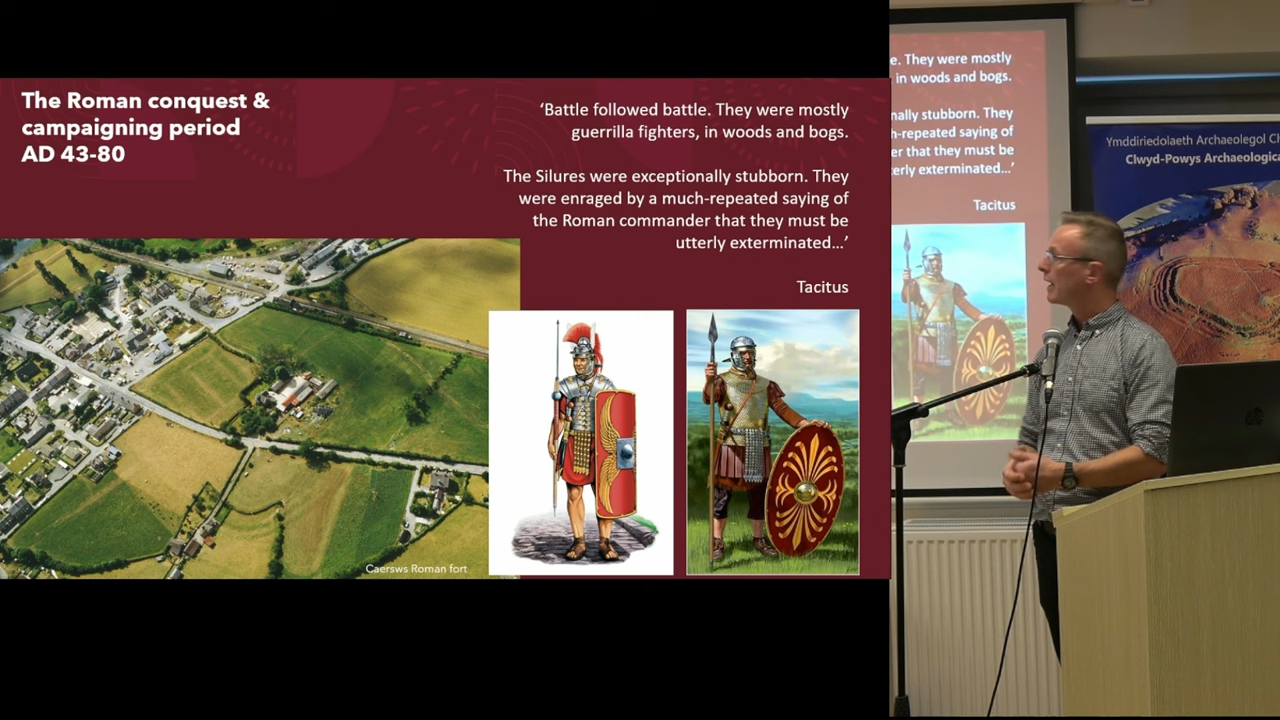 The Roman conquest &
campaigning period
AD 43-80
‘Battle followed battle. They were mostly
guerrilla fighters, in woods and bogs.
The Silures were exceptionally stubborn. They
were enraged by a much-repeated saying of
the Roman commander that they must be
utterly exterminated...’
Tacitus
Caersws Roman fort
e. They were mostly
in woods and bogs.
nally stubborn. They
h-repeated saying of
er that they must be
erly exterminated...’
Tacitus
Ymddiriedolaeth Archaeolegol C
Clwyd-Powys Archaeologica